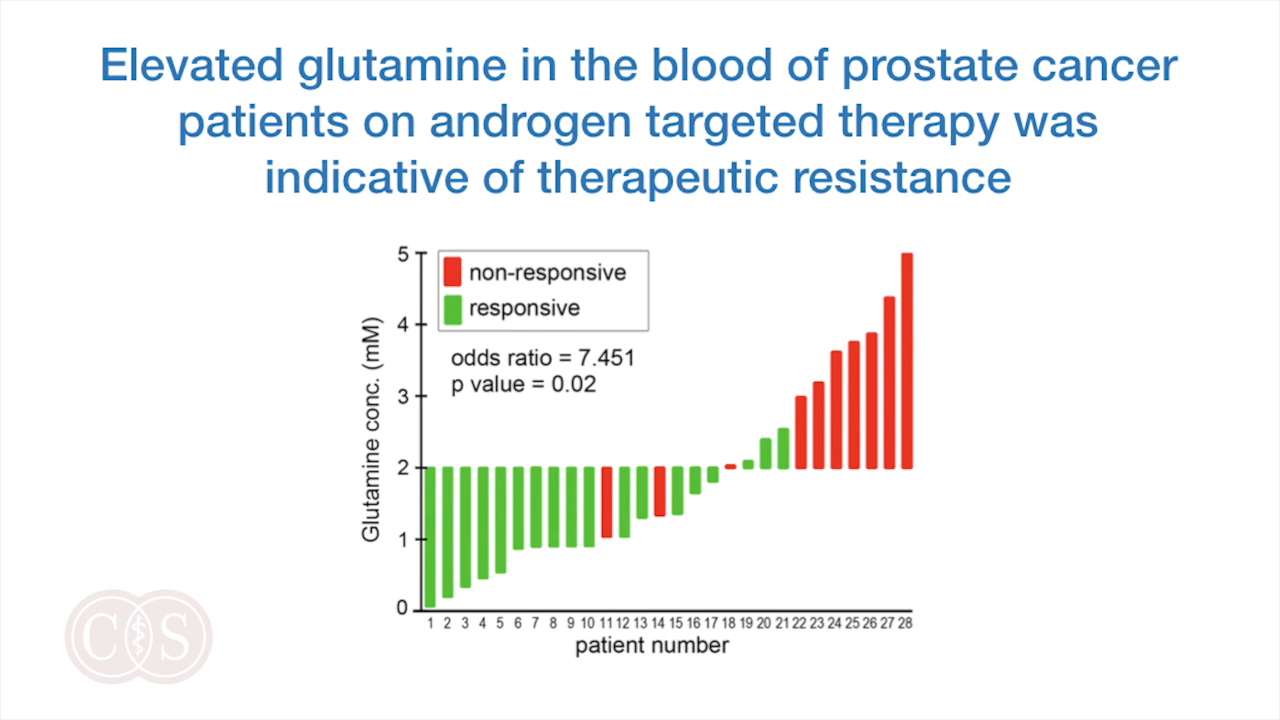 Elevated glutamine in the blood of prostate cancer
patients on androgen targeted therapy was
indicative of therapeutic resistance
5
4
3
2
1
0
Glutamine conc. (mM)
non-responsive
responsive
odds ratio = 7.451
p value = 0.02
1 2 3 4 5 6 7 8 9 10 11 12 13 14 15 16 17 18 19 20 21 22 23 24 25 26 27 28
patient number
C S